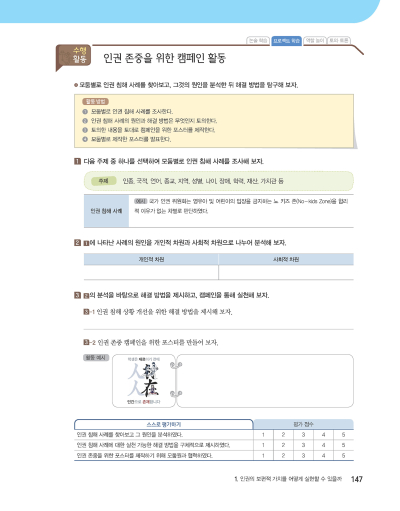 프로젝트 학습
수행
활동
인권 존중을 위한 캠페인 활동
● 모둠별로 인권 침해 사례를 찾아보고, 그것의 원인을 분석한 뒤 해결 방법을 탐구해 보자.
활동 방법
① 모둠별로 인권 침해 사례를 조사한다.
② 인권 침해 사례의 원인과 해결 방법은 무엇인지 토의한다.
③ 토의한 내용을 토대로 캠페인을 위한 포스터를 제작한다.
④ 모둠별로 제작한 포스터를 발표한다.
1 다음 주제 중 하나를 선택하여 모둠별로 인권 침해 사례를 조사해 보자.
주제 인종, 국적, 언어, 종교, 지역, 성별, 나이, 장애, 학력, 재산, 가치관 등
인권 침해 사례
예시 국가 인권 위원회는 영유아 및 어린이의 입장을 금지하는 노 키즈 존(No-kids Zone)을 합리
적 이유가 없는 차별로 판단하였다.
2 1에 나타난 사례의 원인을 개인적 차원과 사회적 차원으로 나누어 분석해 보자.
개인적 차원 사회적 차원
3 2의 분석을 바탕으로 해결 방법을 제시하고, 캠페인을 통해 실천해 보자.
3-1 인권 침해 상황 개선을 위한 해결 방법을 제시해 보자.
3-2 인권 존중 캠페인을 위한 포스터를 만들어 보자.
활동 예시
스스로 평가하기 평가 점수
인권 침해 사례를 찾아보고 그 원인을 분석하였다. 1 2 3 4 5
인권 침해 사례에 대한 실천 가능한 해결 방법을 구체적으로 제시하였다. 1 2 3 4 5
인권 존중을 위한 포스터를 제작하기 위해 모둠원과 협력하였다. 1 2 3 4 5
1. 인권의 보편적 가치를 어떻게 실현할 수 있을까 147